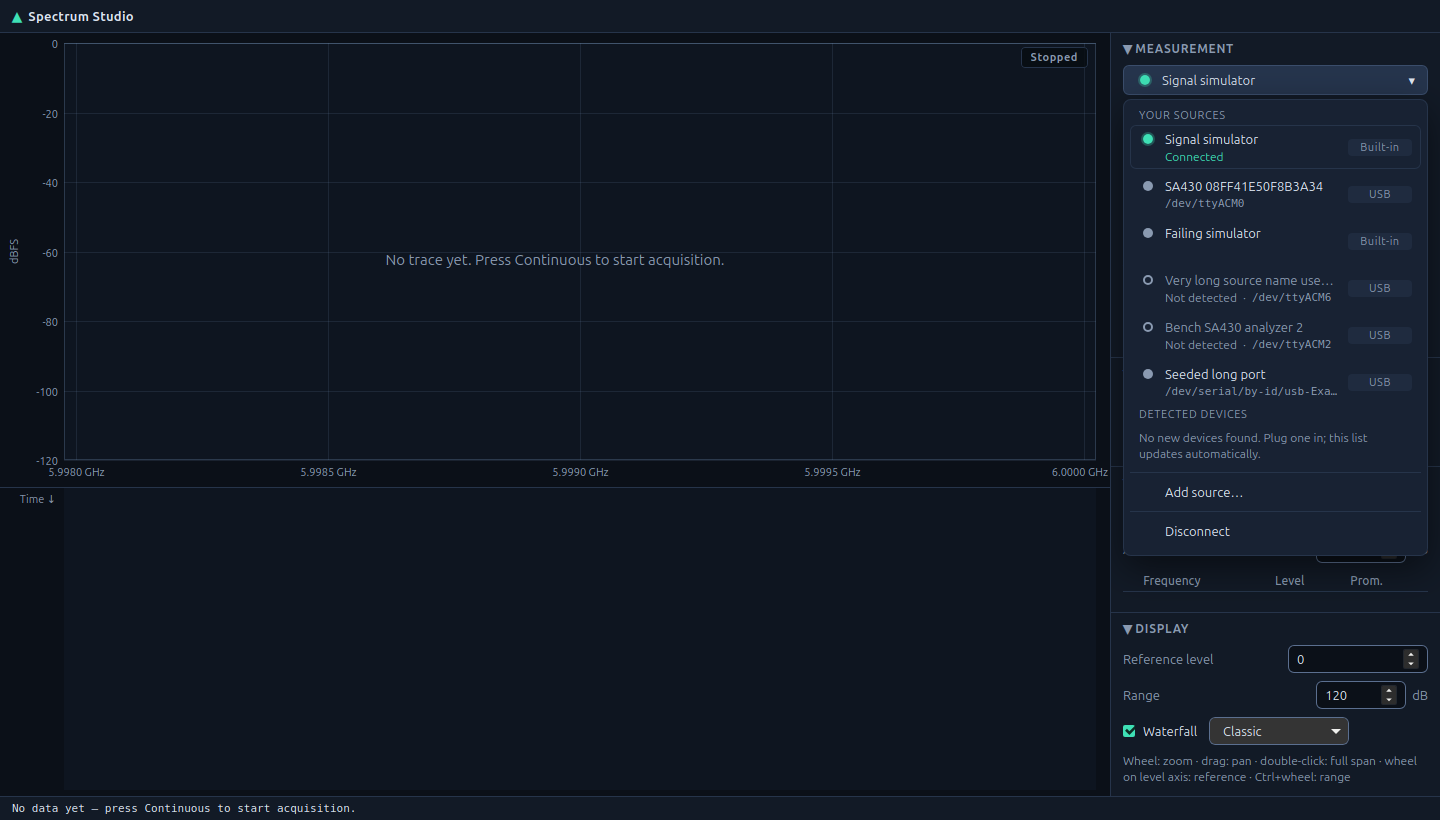 ▲ Spectrum Studio
0
-20
-40
-60
-80
-100
-120
dBFS
Stopped
No trace yet. Press Continuous to start acquisition.
5.9980 GHz
5.9985 GHz
5.9990 GHz
5.9995 GHz
6.0000 GHz
Time ↓
▼ MEASUREMENT
Signal simulator ▼
YOUR SOURCES
Signal simulator
Connected
Built-in
SA430 08FF41E50F8B3A34
/dev/ttyACM0
USB
Failing simulator
Built-in
Very long source name use…
Not detected · /dev/ttyACM6
USB
Bench SA430 analyzer 2
Not detected · /dev/ttyACM2
USB
Seeded long port
/dev/serial/by-id/usb-Exa…
USB
DETECTED DEVICES
No new devices found. Plug one in; this list
updates automatically.
Add source…
Disconnect
Frequency Level Prom.
▼ DISPLAY
Reference level 0
Range 120 dB
Waterfall Classic
Wheel: zoom · drag: pan · double-click: full span · wheel
on level axis: reference · Ctrl+wheel: range
No data yet — press Continuous to start acquisition.